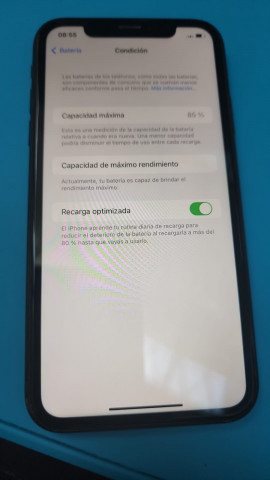 08:55
Batería
Condición
Las baterías de los teléfonos, como todas las baterías,
son componentes de consumo que se vuelven menos
eficaces conforme pasa el tiempo. Más información...
Capacidad máxima
85 %
Esta es una medición de la capacidad de la batería
relativa a cuando era nueva. Una menor capacidad
podría disminuir el tiempo de uso entre cada recarga.
Capacidad de máximo rendimiento
Actualmente, tu batería es capaz de brindar el
rendimiento máximo.
Recarga optimizada
El iPhone aprende tu rutina diaria de recarga para
reducir el deterioro de la batería al recargarla a más del
80 % hasta que vayas a usarlo.